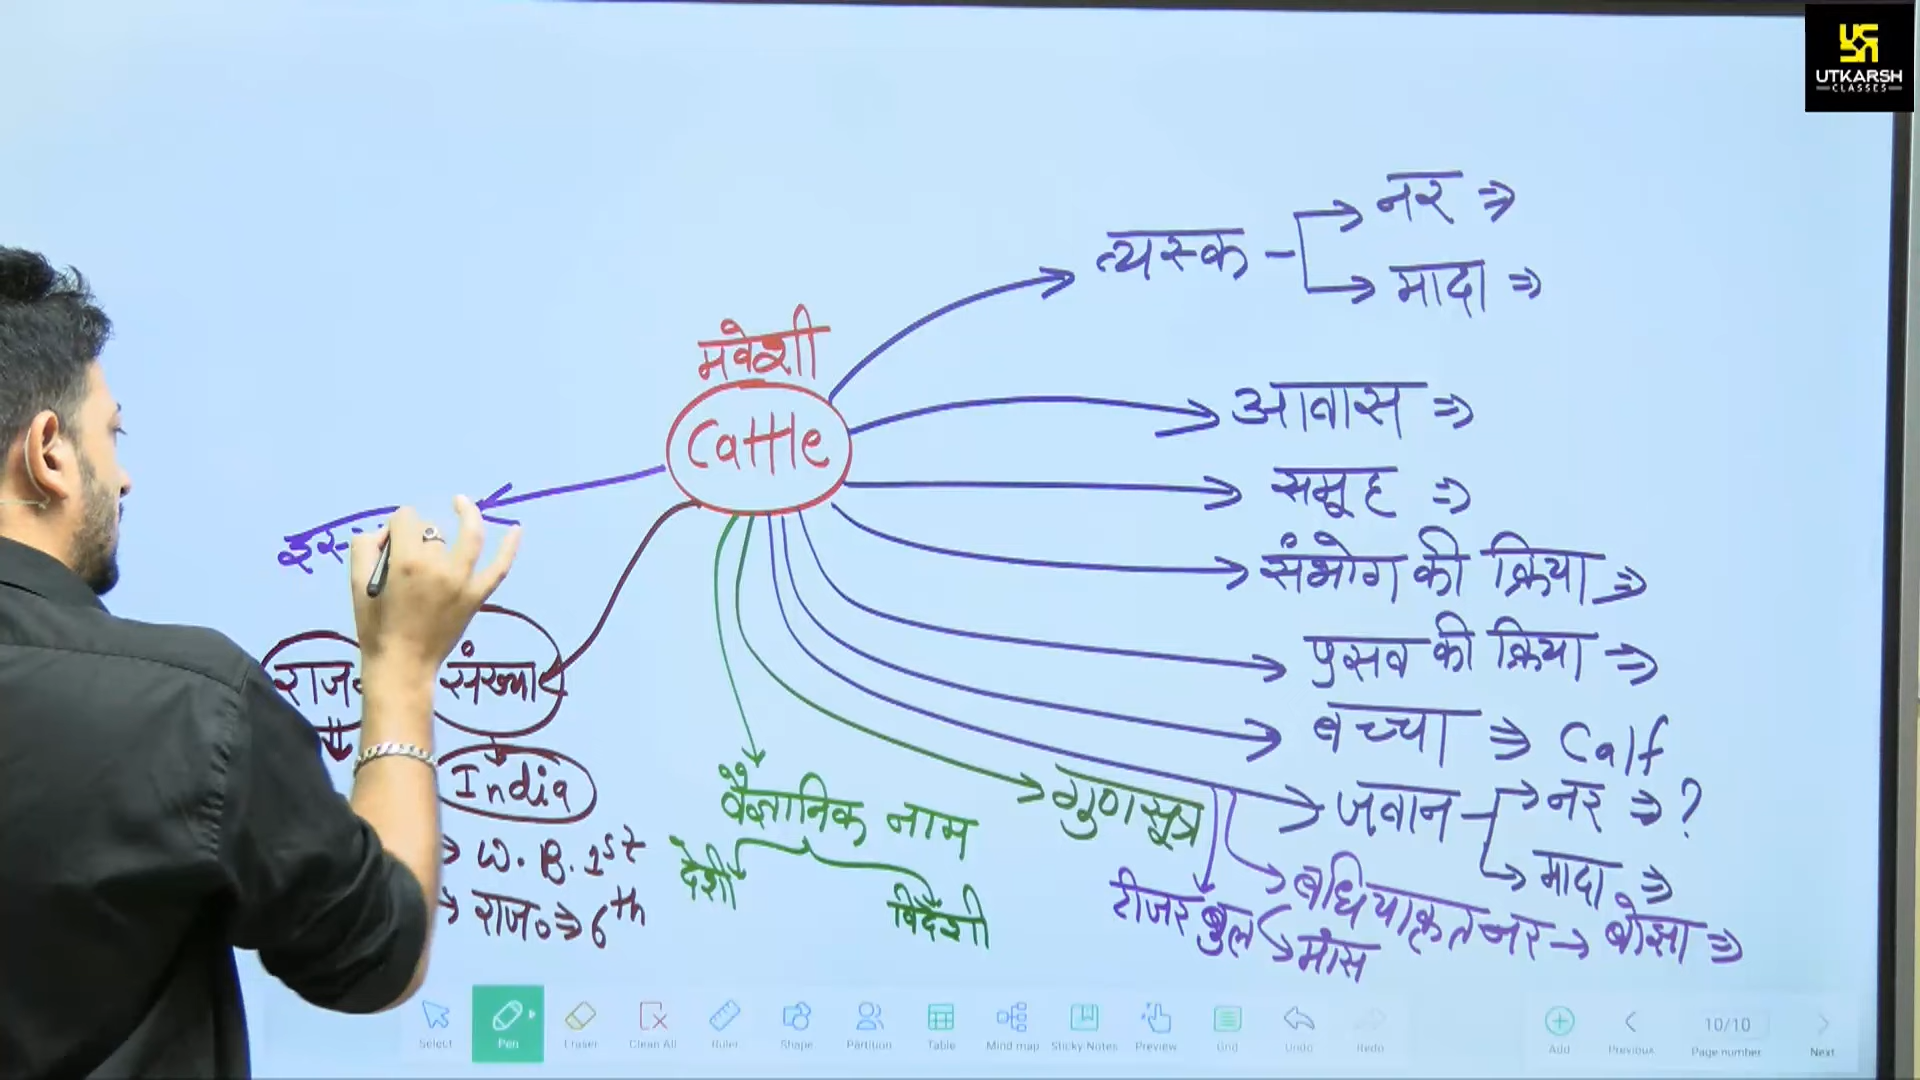 UTKARSH
CLASSES
मवेशी
Cattle
व्यस्क
नर ⇒
मादा ⇒
आवास ⇒
समूह ⇒
संभोग की क्रिया ⇒
प्रसव की क्रिया ⇒
बच्चा ⇒ Calf
जवान
नर ⇒ ?
मादा ⇒
बधियाकृत नर → बोझा ⇒
मांस
टीजर बुल
गुणसूत्र
वैज्ञानिक नाम
देशी
विदेशी
संख्या
राज०
India
→ W.B. 1st
→ राज० ⇒ 6th
Select
Pen
Eraser
Clean All
Ruler
Shape
Partition
Table
Mind map
Sticky Notes
Preview
Grid
Undo
Redo
Add
Previous
10/10
Page number
Next